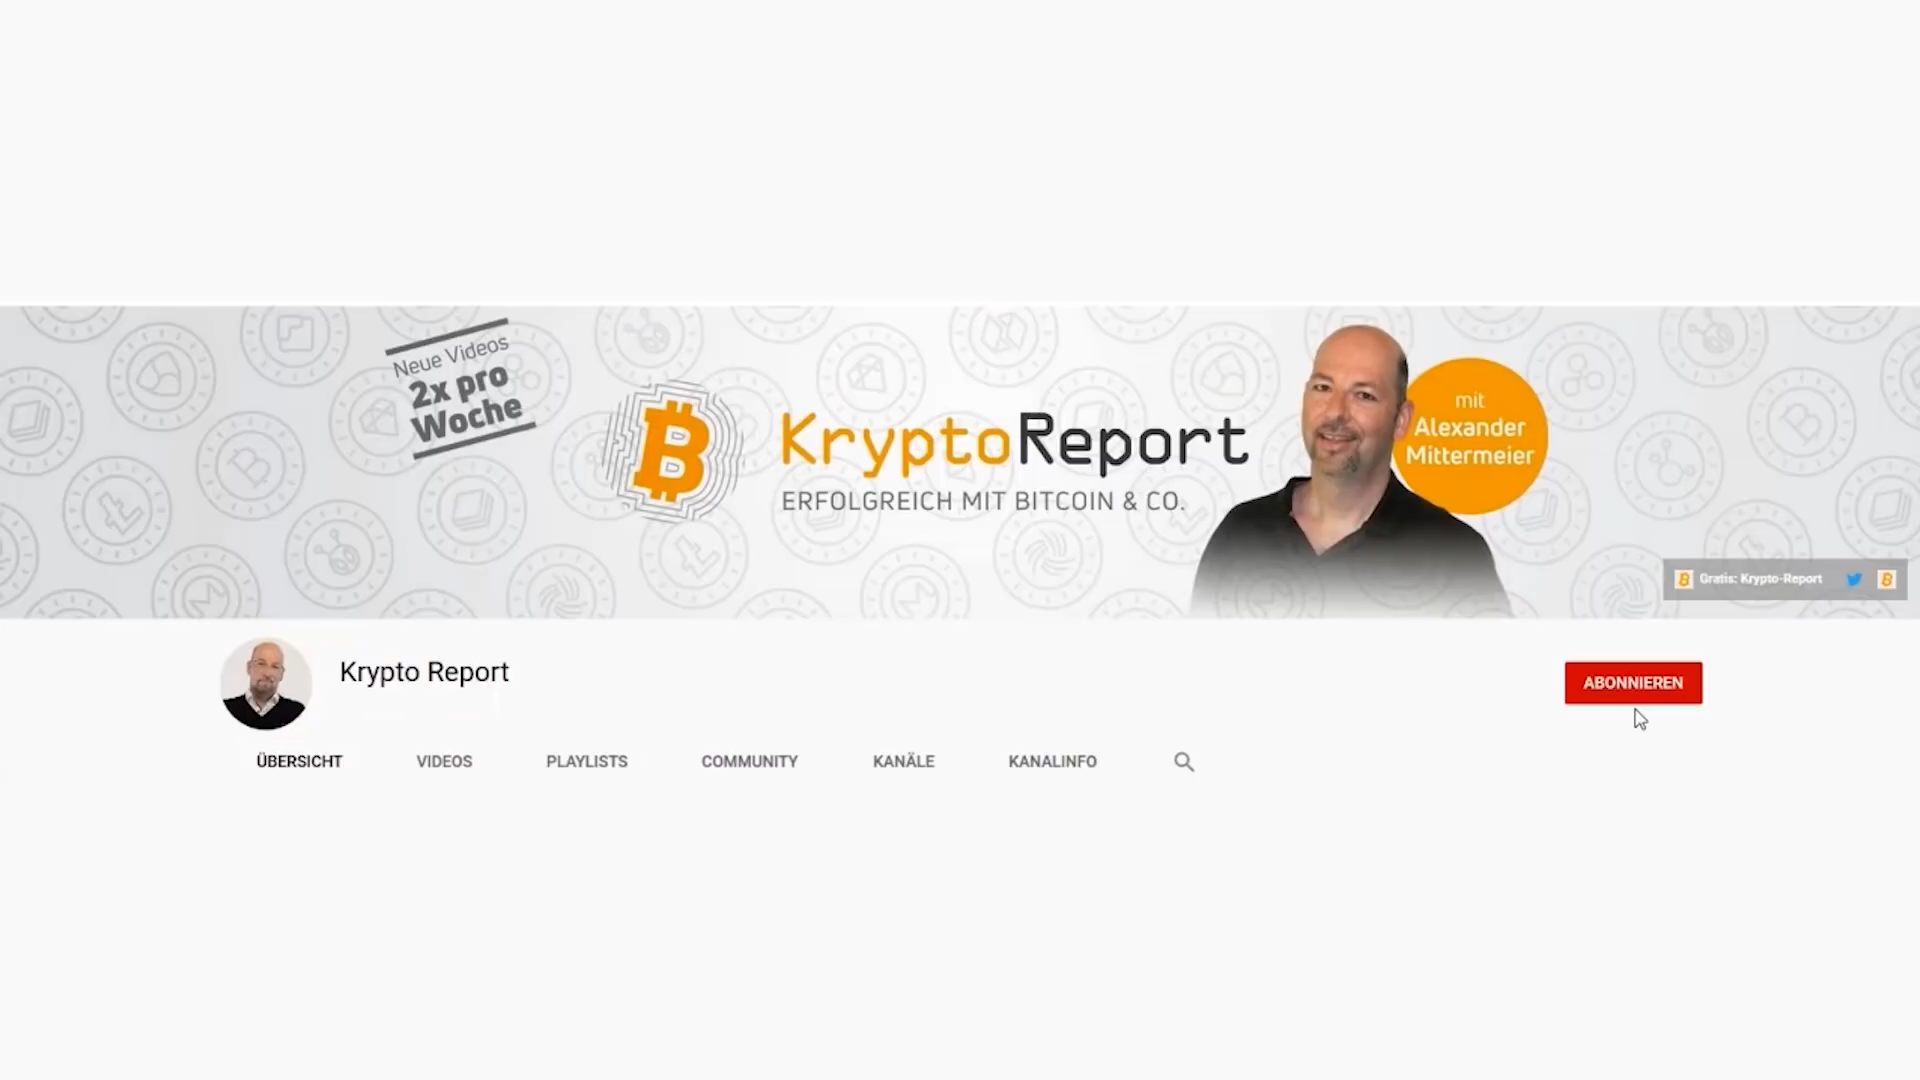 Neue Videos
2x pro
Woche
KryptoReport
ERFOLGREICH MIT BITCOIN & CO.
mit
Alexander
Mittermeier
Gratis: Krypto-Report
Krypto Report
ABONNIEREN
ÜBERSICHT VIDEOS PLAYLISTS COMMUNITY KANÄLE KANALINFO